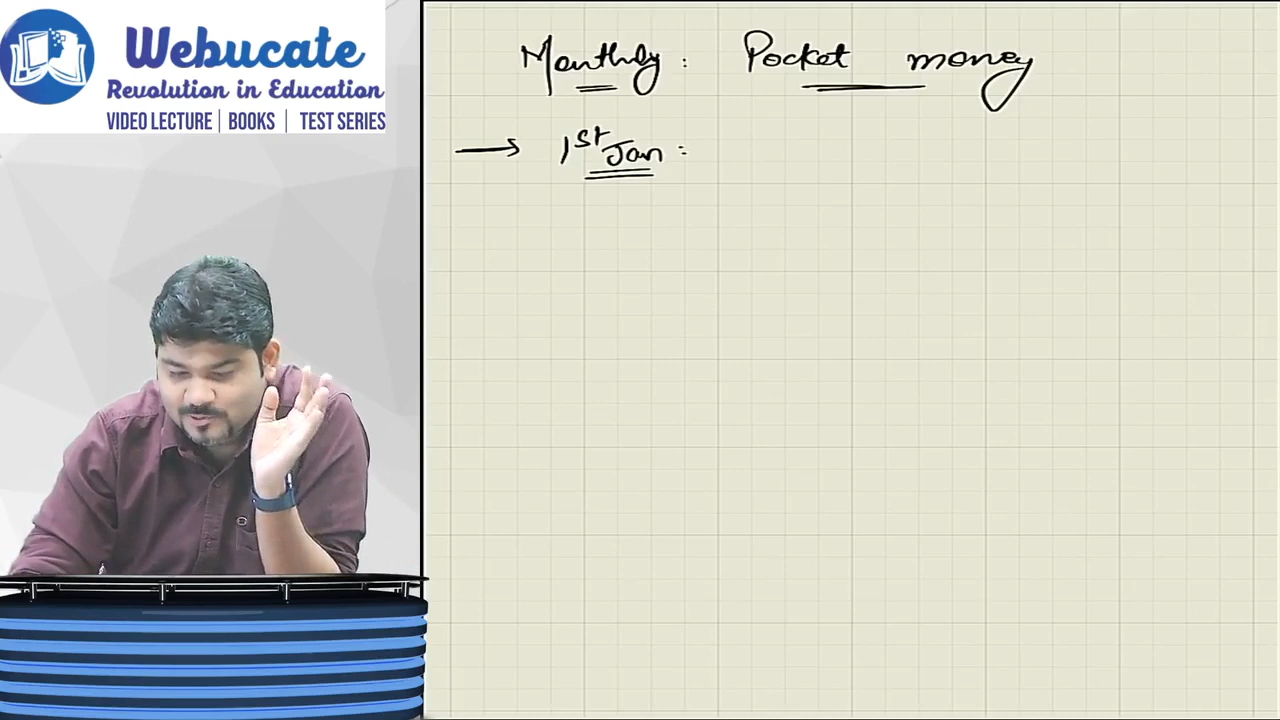 Webucate
Revolution in Education
VIDEO LECTURE | BOOKS | TEST SERIES
Monthly : Pocket money
→ 1st Jan :